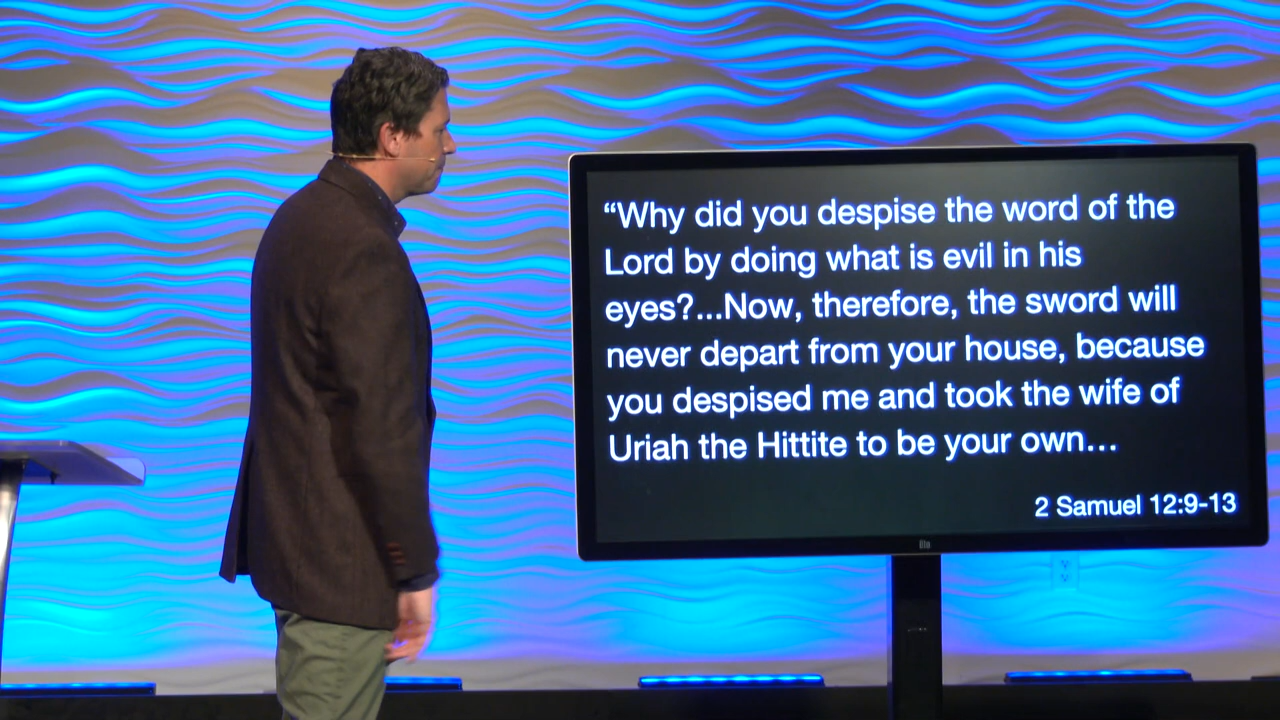 “Why did you despise the word of the
Lord by doing what is evil in his
eyes?...Now, therefore, the sword will
never depart from your house, because
you despised me and took the wife of
Uriah the Hittite to be your own...
2 Samuel 12:9-13
Elo